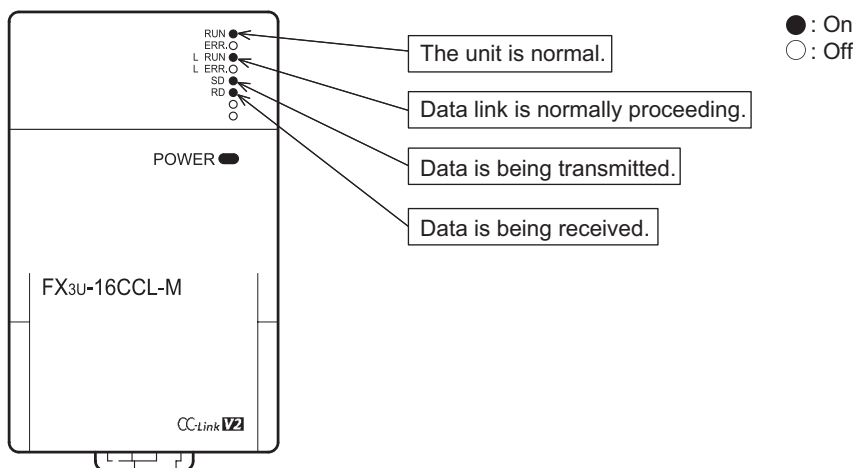 RUN
ERR.
L RUN
L ERR.
SD
RD
POWER
FX3U-16CCL-M
CC-Link V2
The unit is normal.
Data link is normally proceeding.
Data is being transmitted.
Data is being received.
: On
: Off